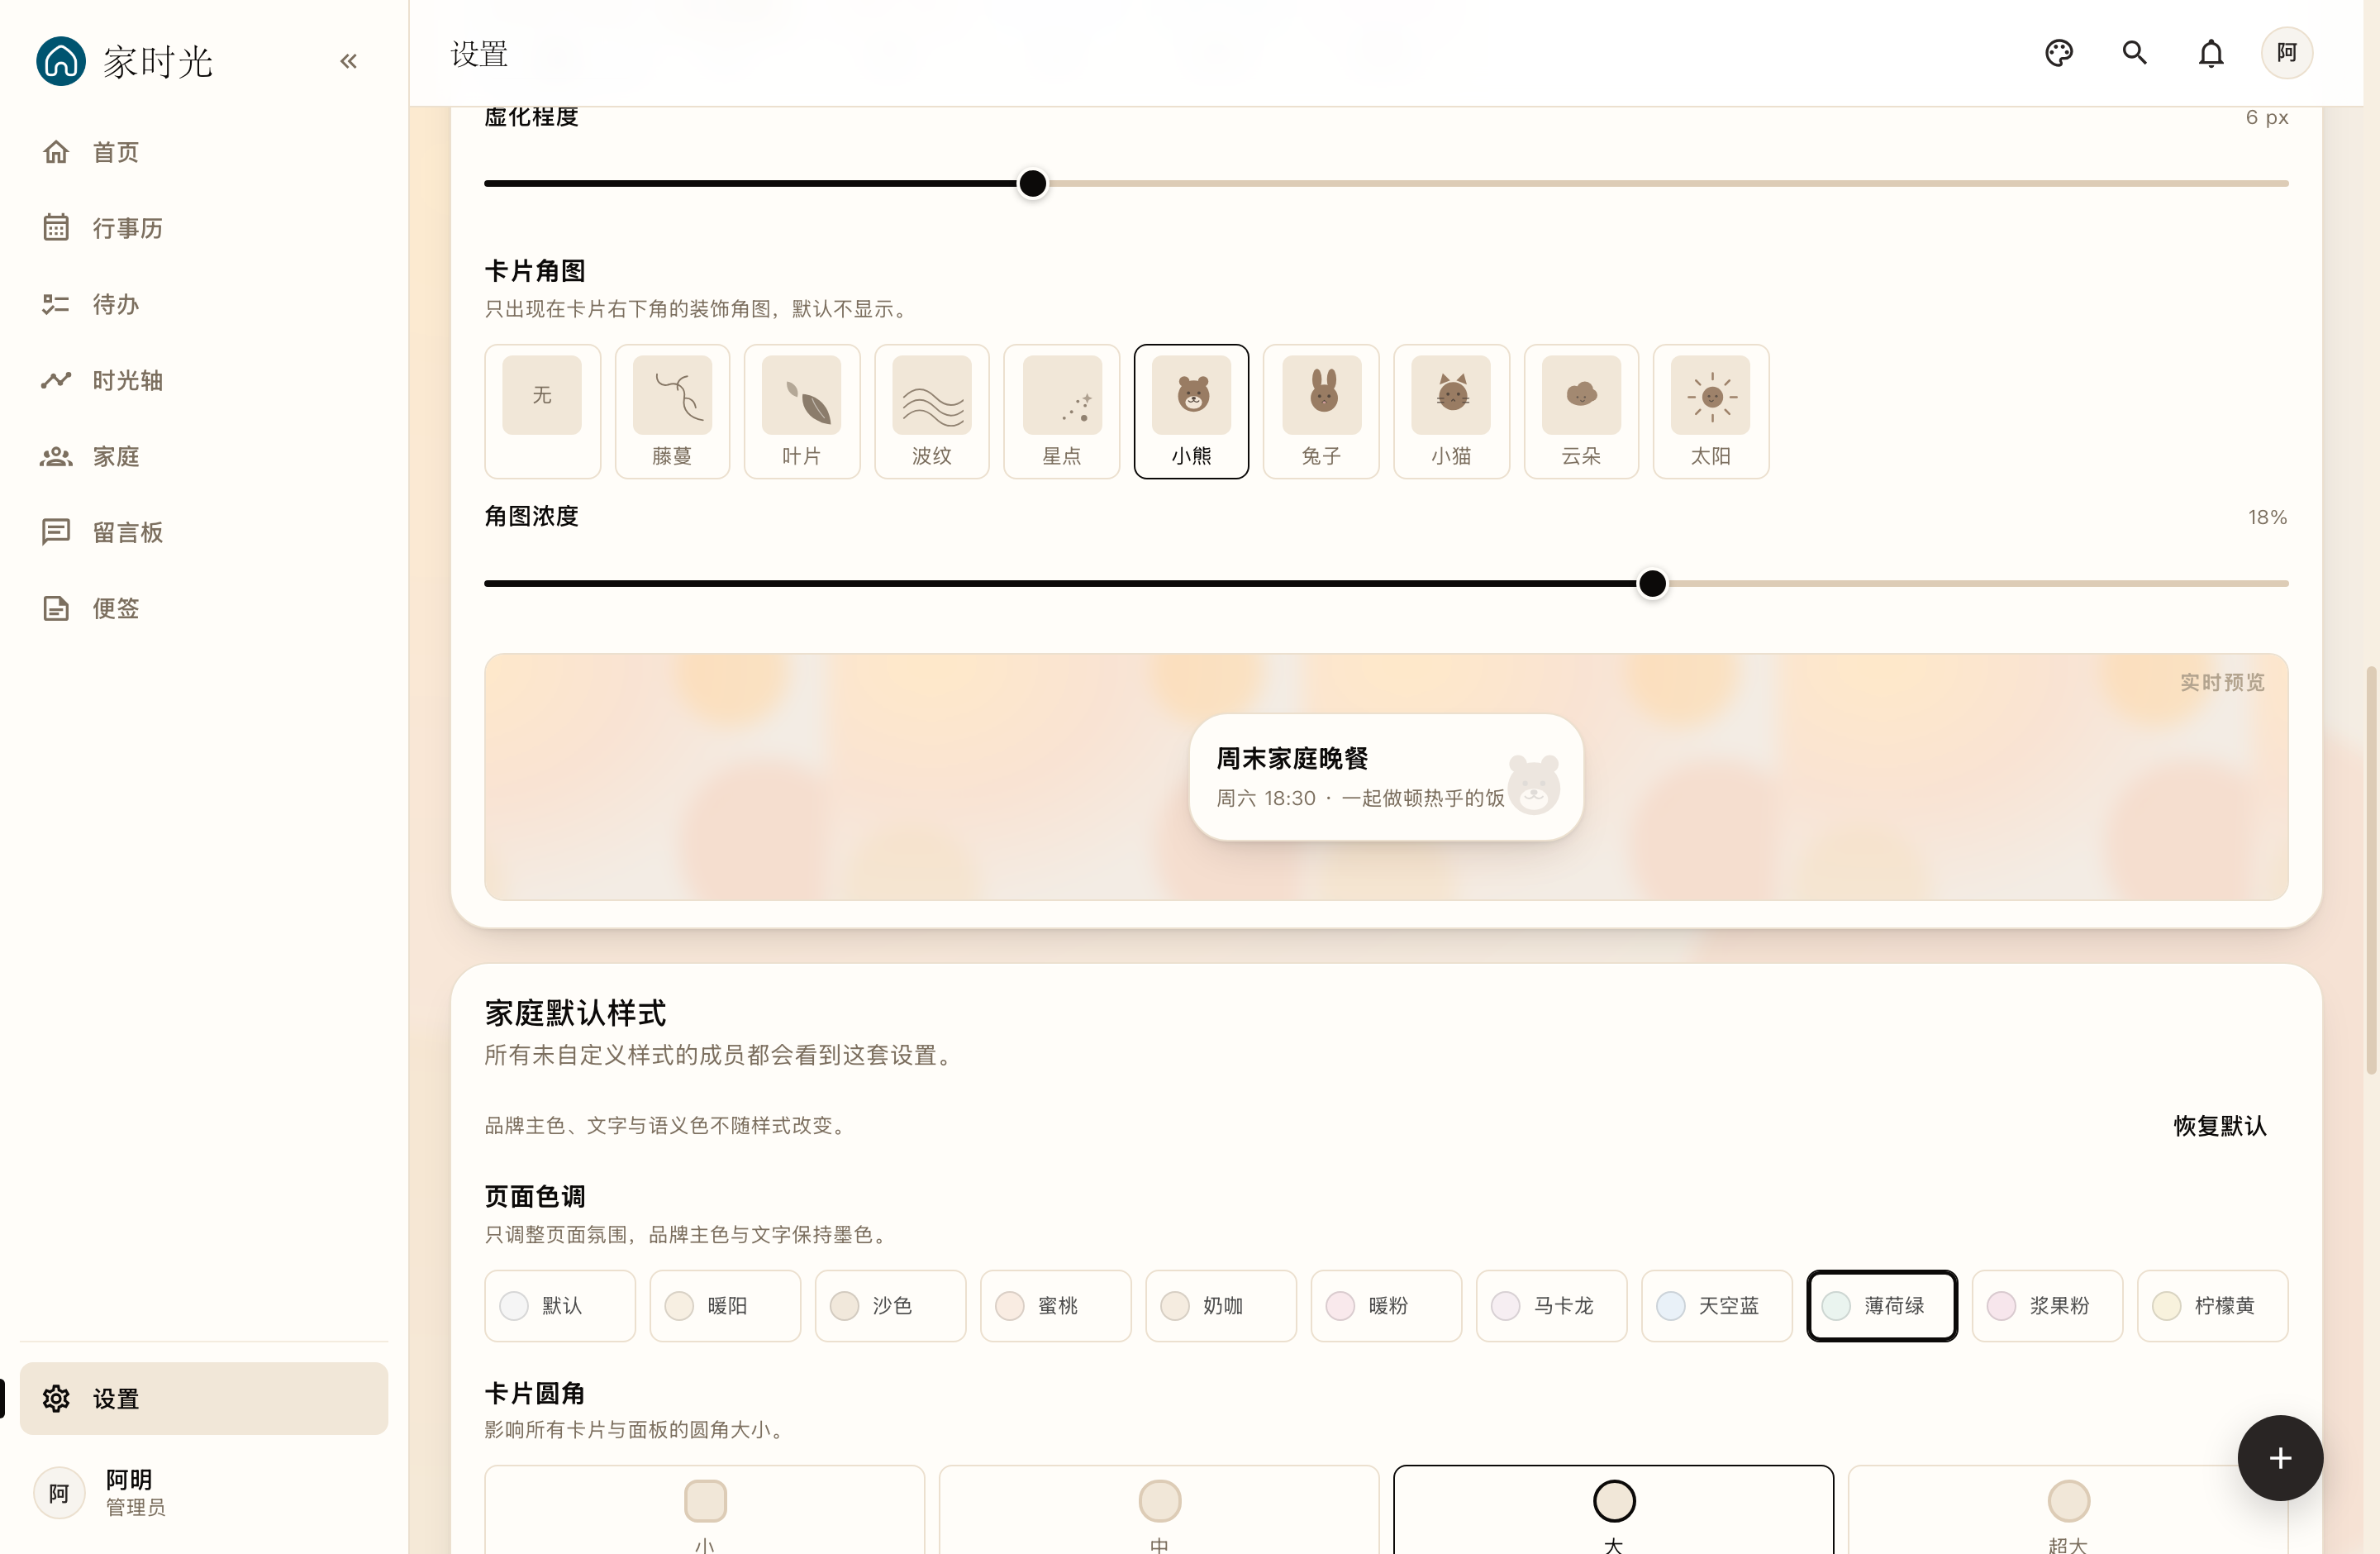 家时光
设置
阿
首页
行事历
待办
时光轴
家庭
留言板
便签
设置
阿
阿明
管理员
虚化程度
6 px
卡片角图
只出现在卡片右下角的装饰角图，默认不显示。
无
藤蔓
叶片
波纹
星点
小熊
兔子
小猫
云朵
太阳
角图浓度
18%
实时预览
周末家庭晚餐
周六 18:30 · 一起做顿热乎的饭
家庭默认样式
所有未自定义样式的成员都会看到这套设置。
品牌主色、文字与语义色不随样式改变。
恢复默认
页面色调
只调整页面氛围，品牌主色与文字保持墨色。
默认
暖阳
沙色
蜜桃
奶咖
暖粉
马卡龙
天空蓝
薄荷绿
浆果粉
柠檬黄
卡片圆角
影响所有卡片与面板的圆角大小。
小
中
大
超大